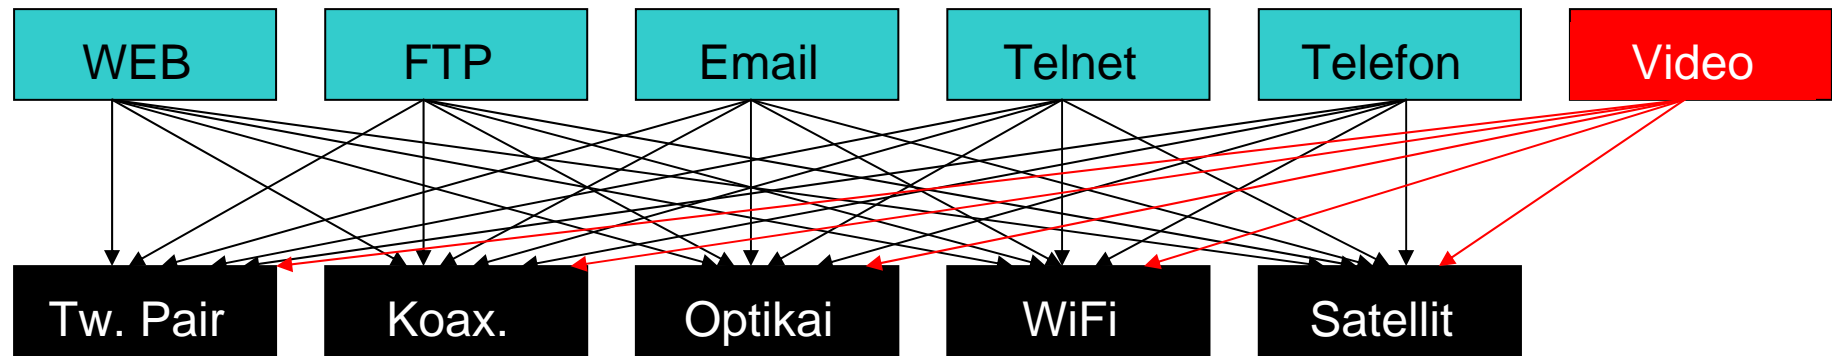 WEB FTP Email Telnet Telefon Video
Tw. Pair Koax. Optikai WiFi Satellit